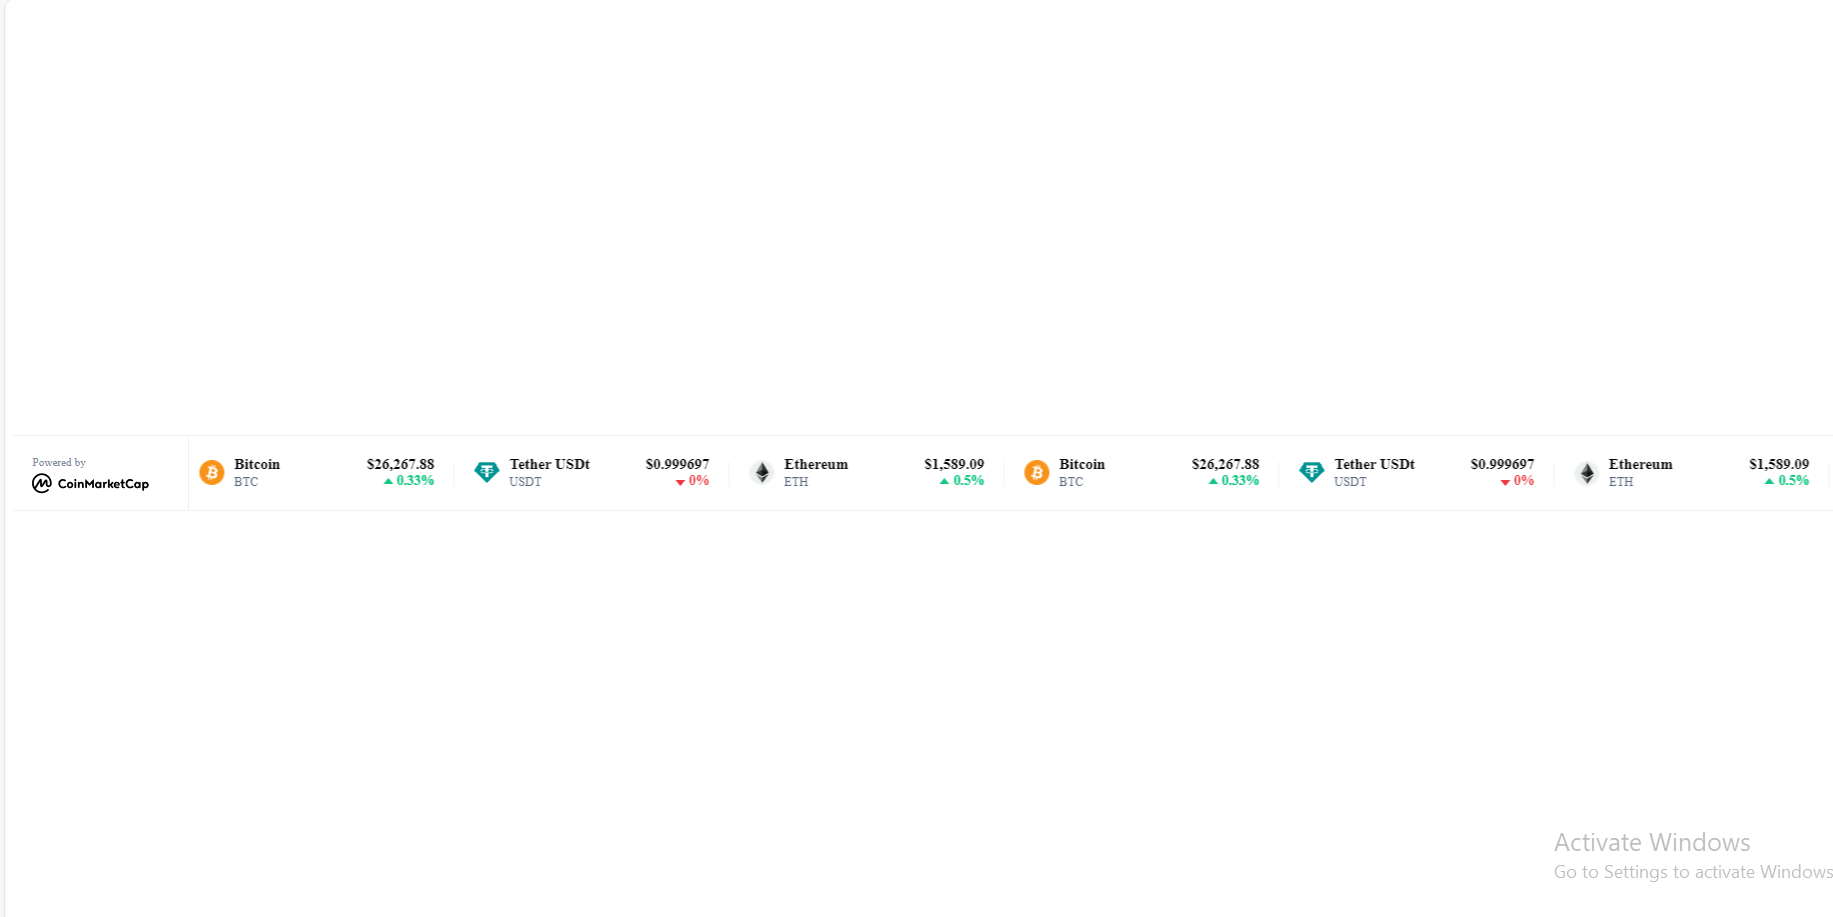 Powered by
CoinMarketCap
Bitcoin
BTC
$26,267.88
0.33%
Tether USDt
USDT
$0.999697
0%
Ethereum
ETH
$1,589.09
0.5%
Bitcoin
BTC
$26,267.88
0.33%
Tether USDt
USDT
$0.999697
0%
Ethereum
ETH
$1,589.09
0.5%
Activate Windows
Go to Settings to activate Windows